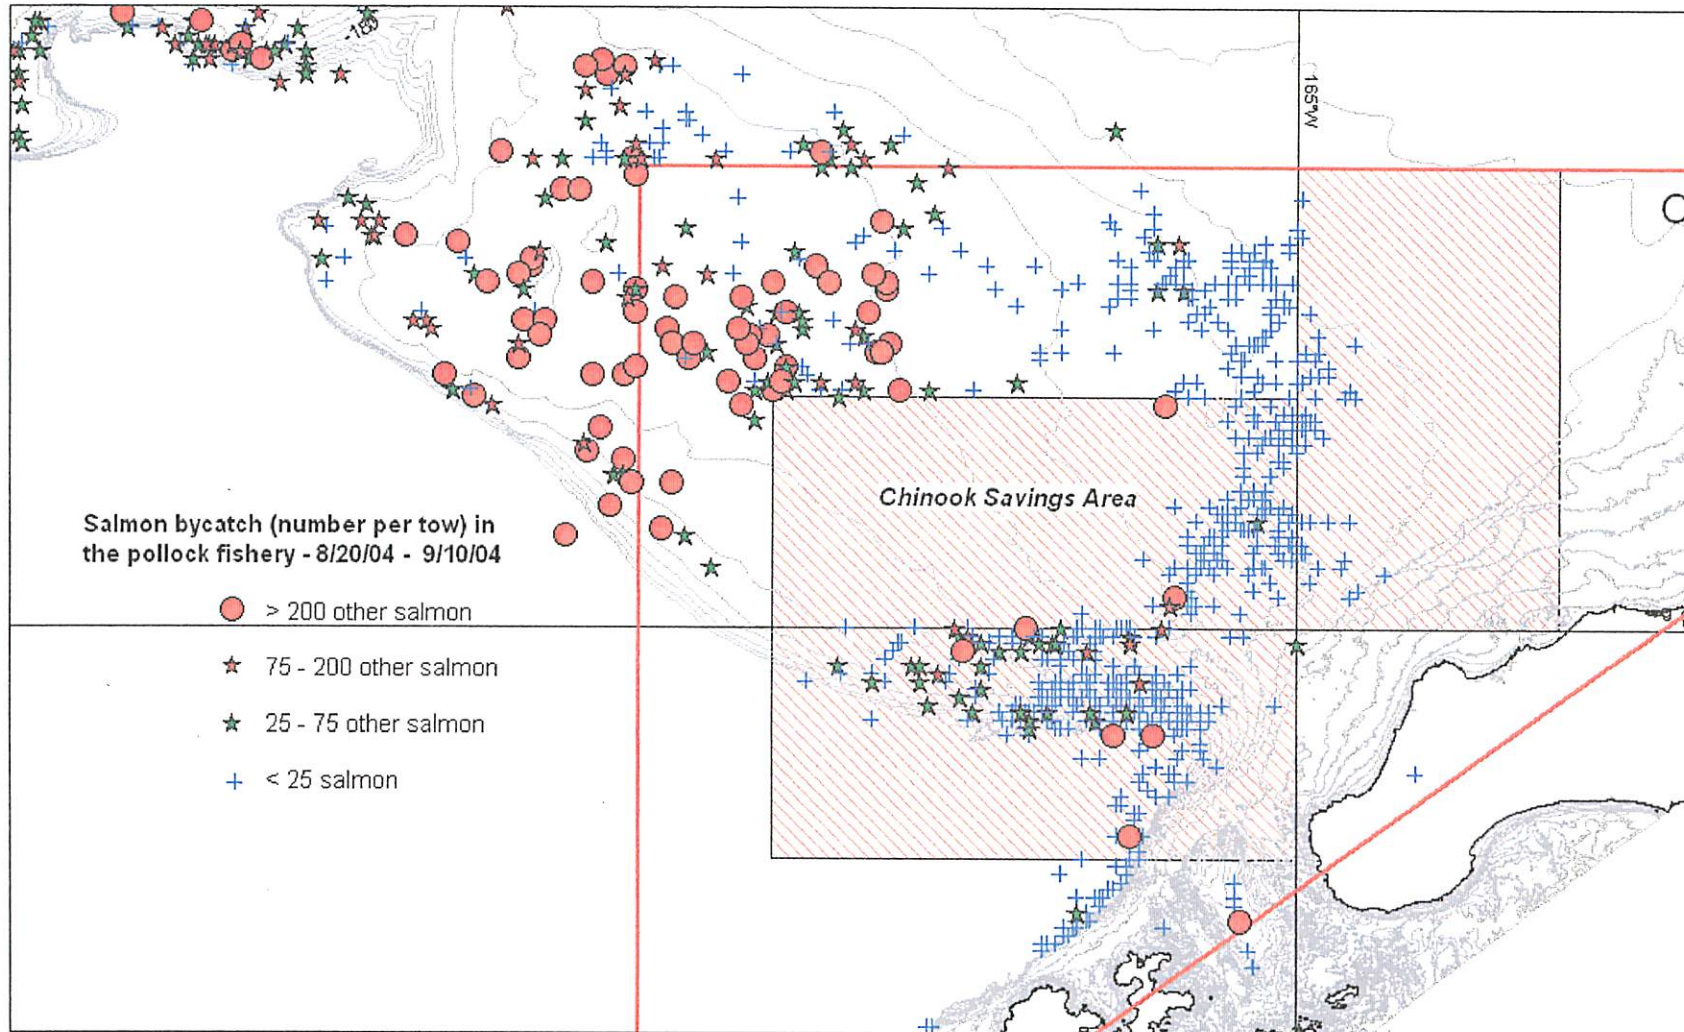 -180
165°W
Chinook Savings Area
Salmon bycatch (number per tow) in
the pollock fishery - 8/20/04 - 9/10/04
> 200 other salmon
75 - 200 other salmon
25 - 75 other salmon
< 25 salmon